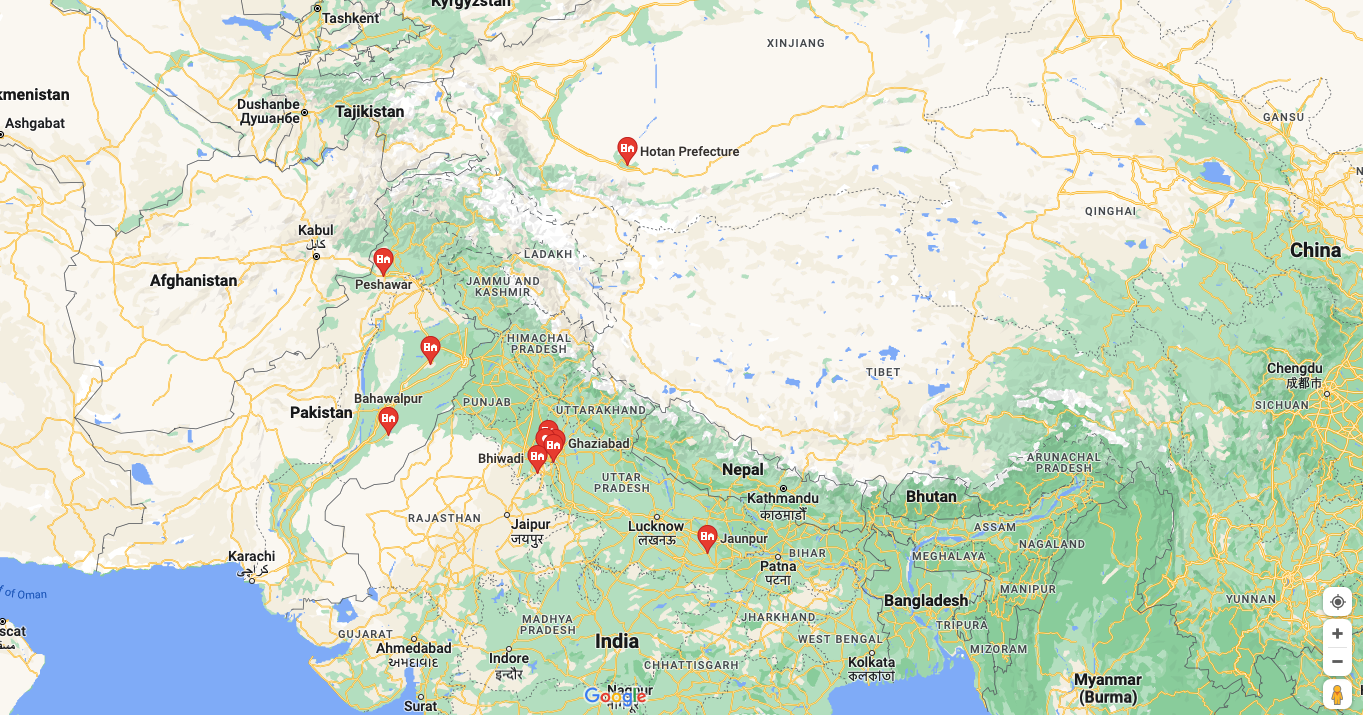 Kyrgyzstan
Tashkent
XINJIANG
kmenistan
Dushanbe
Душанбе
Tajikistan
Ashgabat
GANSU
Hotan Prefecture
QINGHAI
Kabul
کابل
China
LADAKH
Afghanistan
Peshawar
JAMMU AND
KASHMIR
HIMACHAL
PRADESH
TIBET
Chengdu
成都市
Bahawalpur
PUNJAB
Pakistan
UTTARAKHAND
SICHUAN
Ghaziabad
Bhiwadi
ARUNACHAL
PRADESH
Nepal
UTTAR
PRADESH
Bhutan
Kathmandu
काठमाडौँ
RAJASTHAN
Jaipur
जयपुर
Lucknow
लखनऊ
ASSAM
Jaunpur
NAGALAND
BIHAR
MEGHALAYA
Karachi
کراچی
Patna
पटना
f of Oman
MANIPUR
Bangladesh
YUNNAN
MADHYA
PRADESH
JHARKHAND
TRIPURA
scat
GUJARAT
India
WEST BENGAL
Ahmedabad
અમદાવાદ
MIZORAM
Indore
इन्दौर
CHHATTISGARH
Kolkata
কলকাতা
Myanmar
(Burma)
Nagpur
Google
Surat